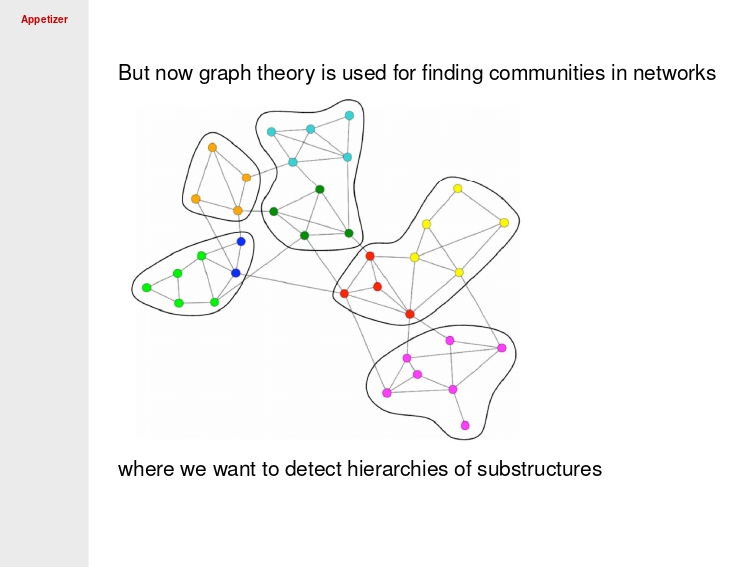 Appetizer
But now graph theory is used for finding communities in networks
where we want to detect hierarchies of substructures